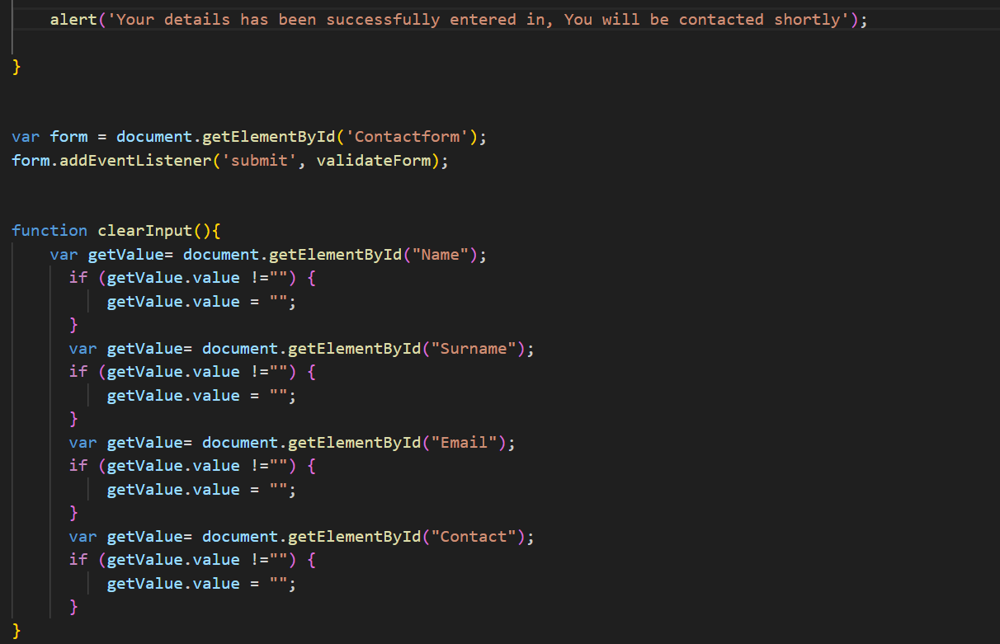 alert('Your details has been successfully entered in, You will be contacted shortly');
}
var form = document.getElementById('Contactform');
form.addEventListener('submit', validateForm);
function clearInput(){
var getValue= document.getElementById("Name");
if (getValue.value !="") {
getValue.value = "";
}
var getValue= document.getElementById("Surname");
if (getValue.value !="") {
getValue.value = "";
}
var getValue= document.getElementById("Email");
if (getValue.value !="") {
getValue.value = "";
}
var getValue= document.getElementById("Contact");
if (getValue.value !="") {
getValue.value = "";
}
}